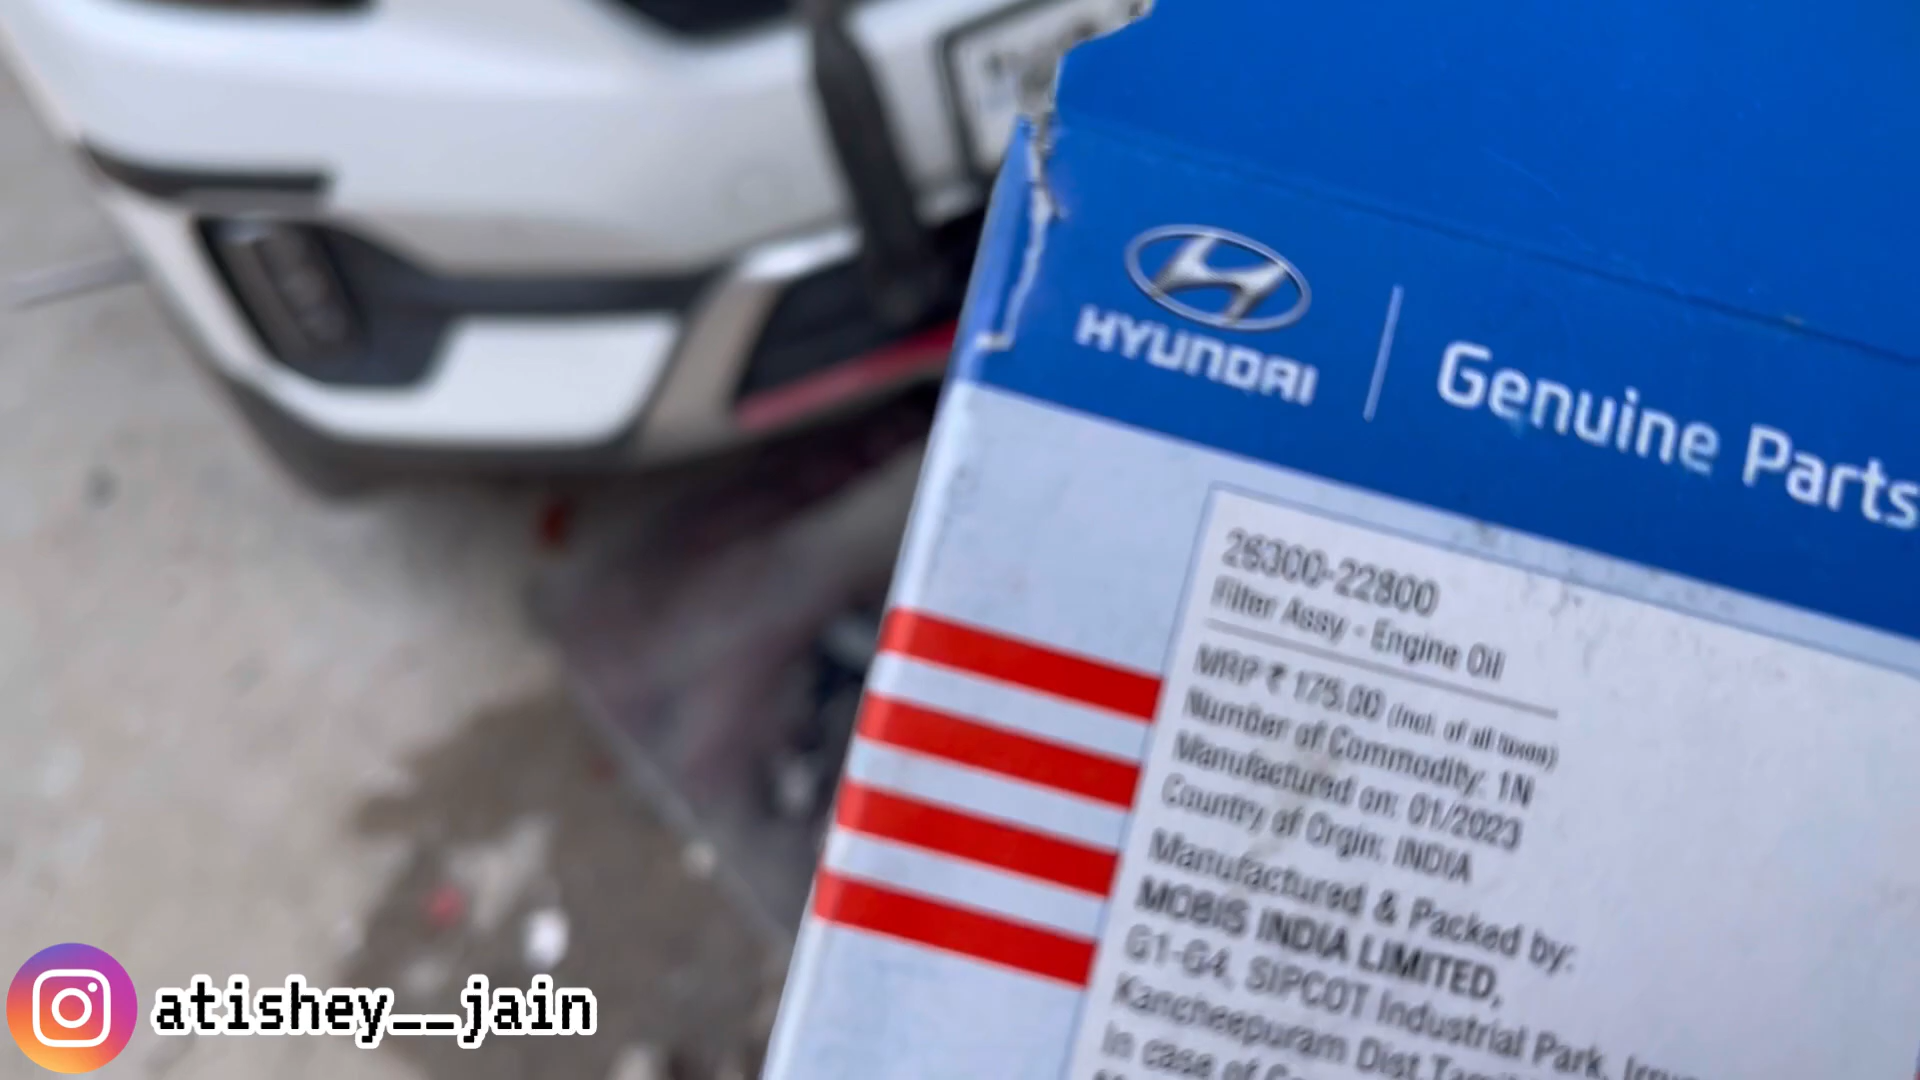 HYUNDAI
Genuine Parts
26300-22800
Filter Assy - Engine Oil
MRP ₹ 175.00 (Incl. of all taxes)
Number of Commodity: 1N
Manufactured on: 01/2023
Country of Orgin: INDIA
Manufactured & Packed by:
MOBIS INDIA LIMITED,
G1-G4, SIPCOT Industrial Park,
Kancheepuram Dist.
In case of
atishey__jain